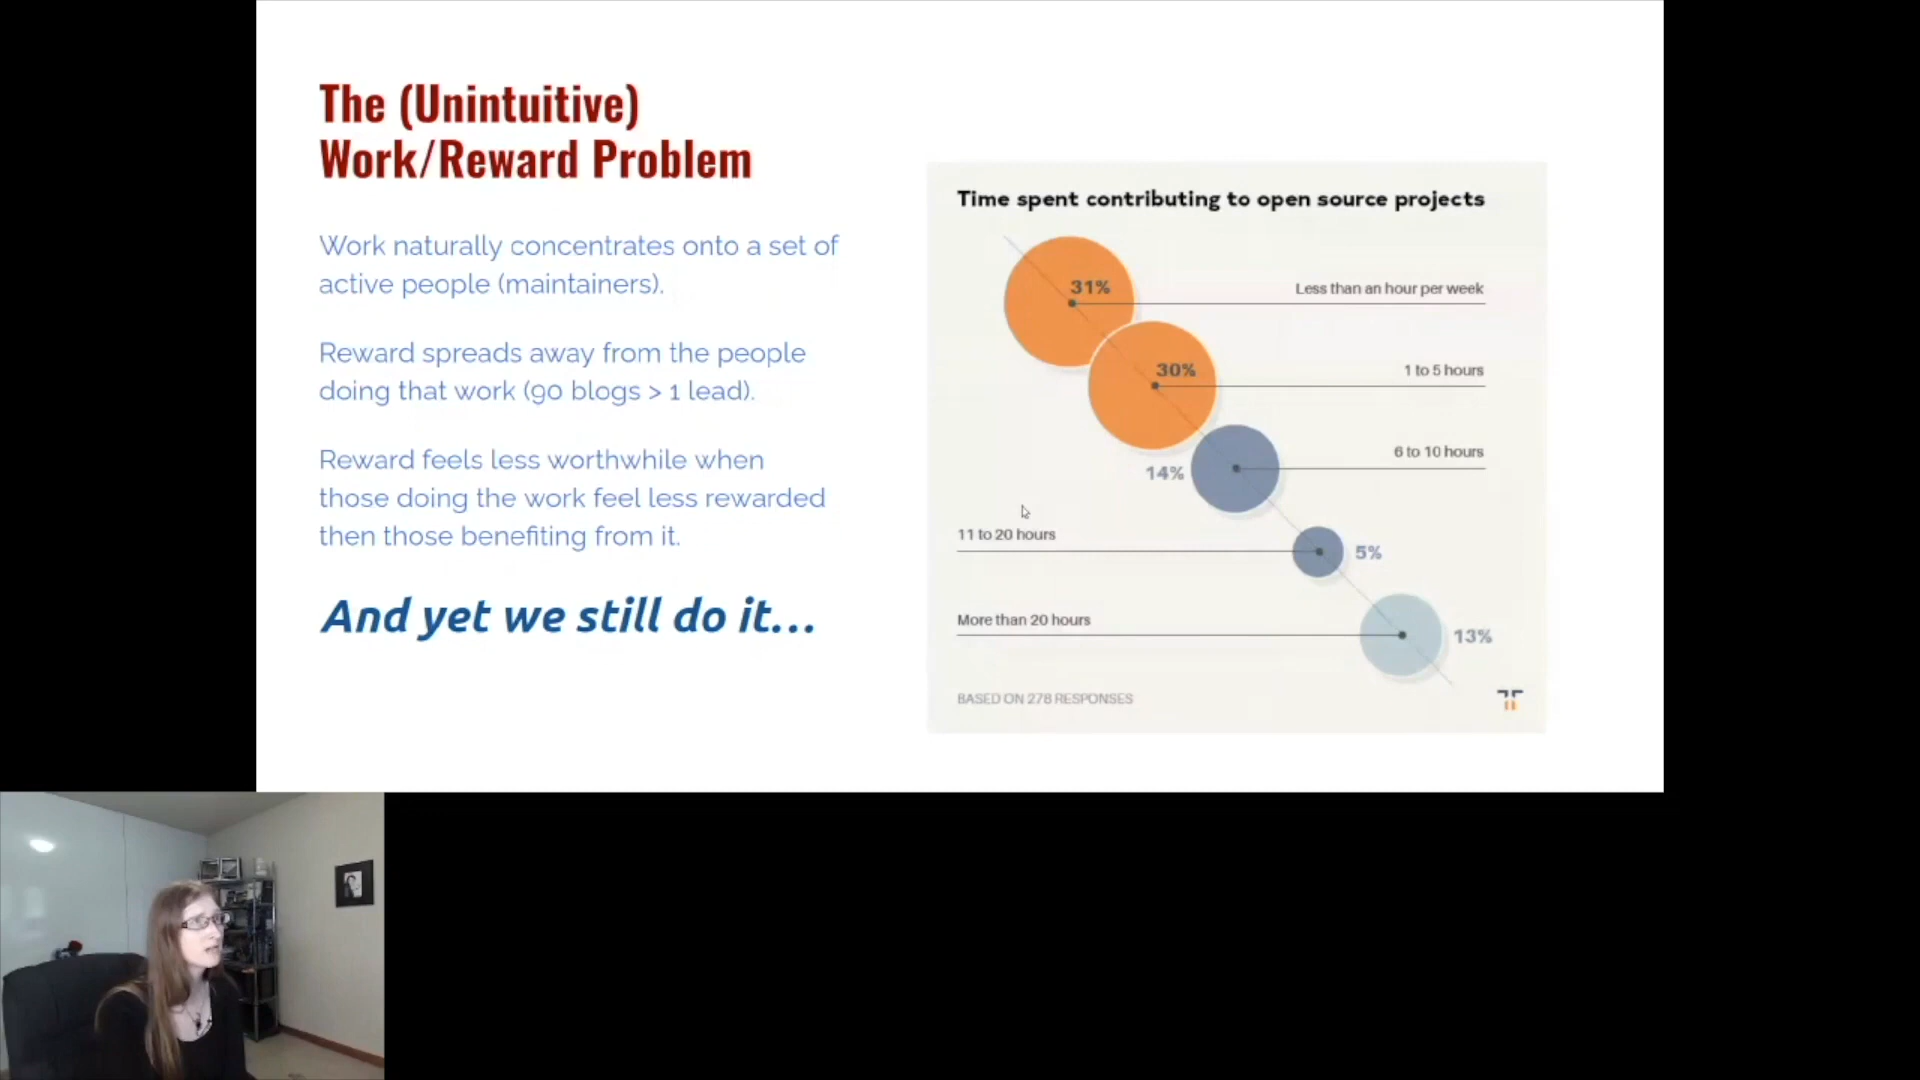 The (Unintuitive)
Work/Reward Problem
Work naturally concentrates onto a set of
active people (maintainers).
Reward spreads away from the people
doing that work (90 blogs > 1 lead).
Reward feels less worthwhile when
those doing the work feel less rewarded
then those benefiting from it.
And yet we still do it...
Time spent contributing to open source projects
31%
Less than an hour per week
30%
1 to 5 hours
14%
6 to 10 hours
11 to 20 hours
5%
More than 20 hours
13%
BASED ON 278 RESPONSES